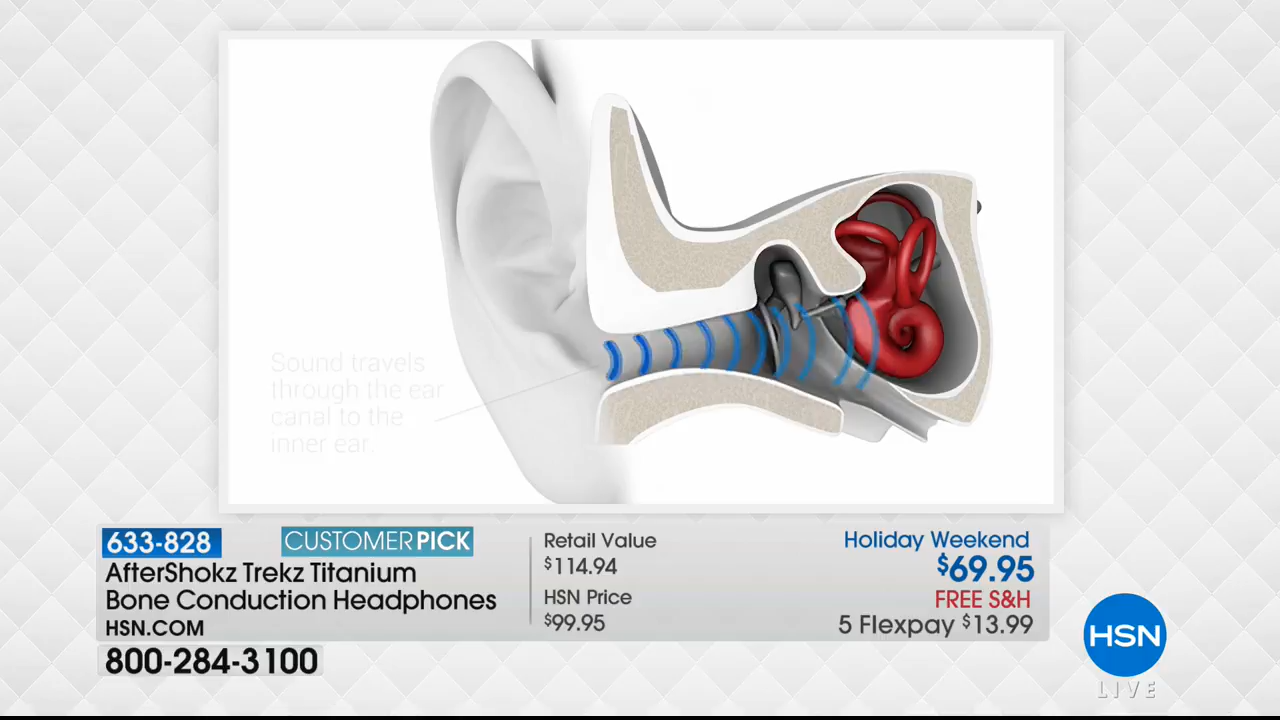 Sound travels
through the ear
canal to the
inner ear.
633-828
CUSTOMER PICK
AfterShokz Trekz Titanium
Bone Conduction Headphones
HSN.COM
800-284-3100
Retail Value
$114.94
HSN Price
$99.95
Holiday Weekend
$69.95
FREE S&H
5 Flexpay $13.99
HSN
LIVE